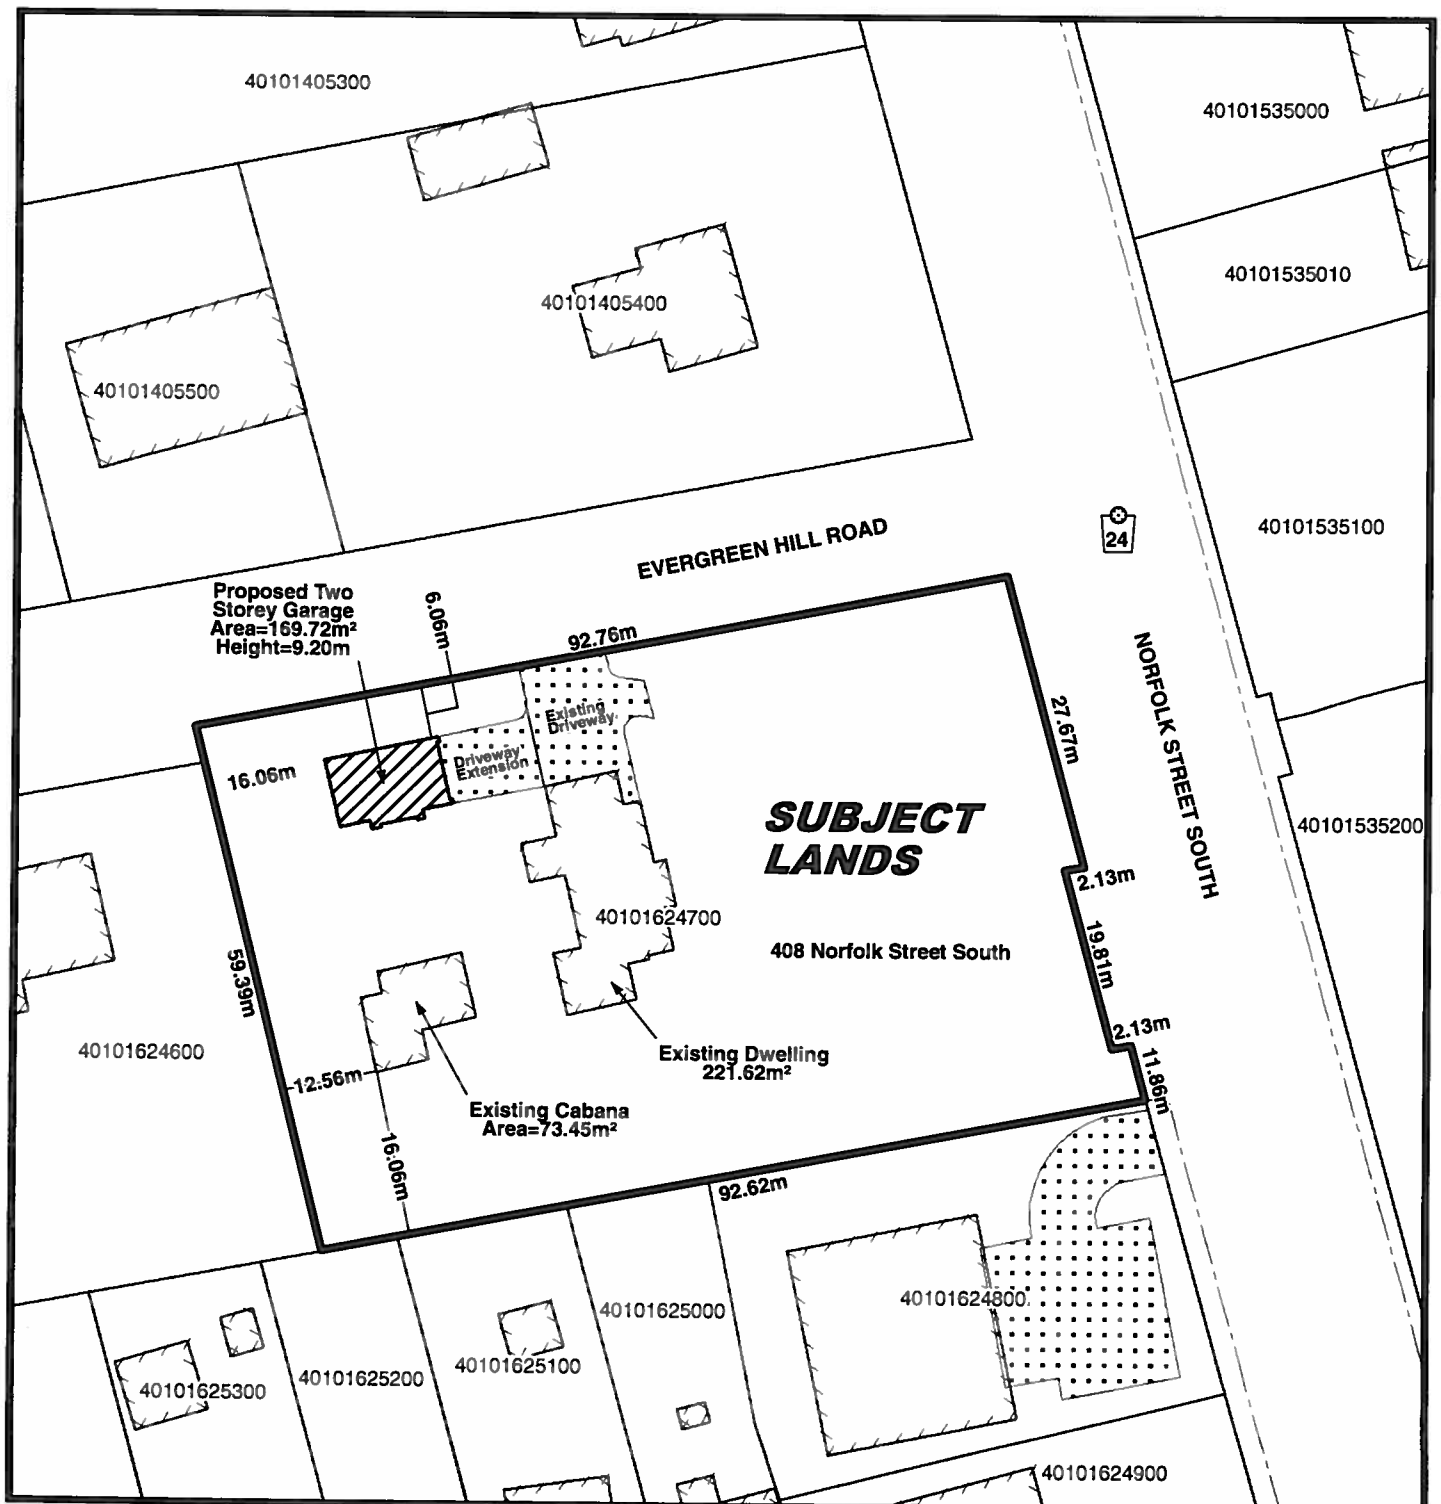 40101405300
40101535000
40101535010
40101405400
40101405500
40101535100
24
EVERGREEN HILL ROAD
Proposed Two
Storey Garage
Area=169.72m²
Height=9.20m
6.06m
92.76m
NORFOLK STREET SOUTH
Existing
Driveway
27.67m
Driveway
Extension
16.06m
SUBJECT
LANDS
40101535200
2.13m
40101624700
408 Norfolk Street South
19.81m
59.39m
2.13m
40101624600
Existing Dwelling
221.62m²
11.86m
12.56m
Existing Cabana
Area=73.45m²
16.06m
92.62m
40101624800
40101625000
40101625100
40101625200
40101625300
40101624900